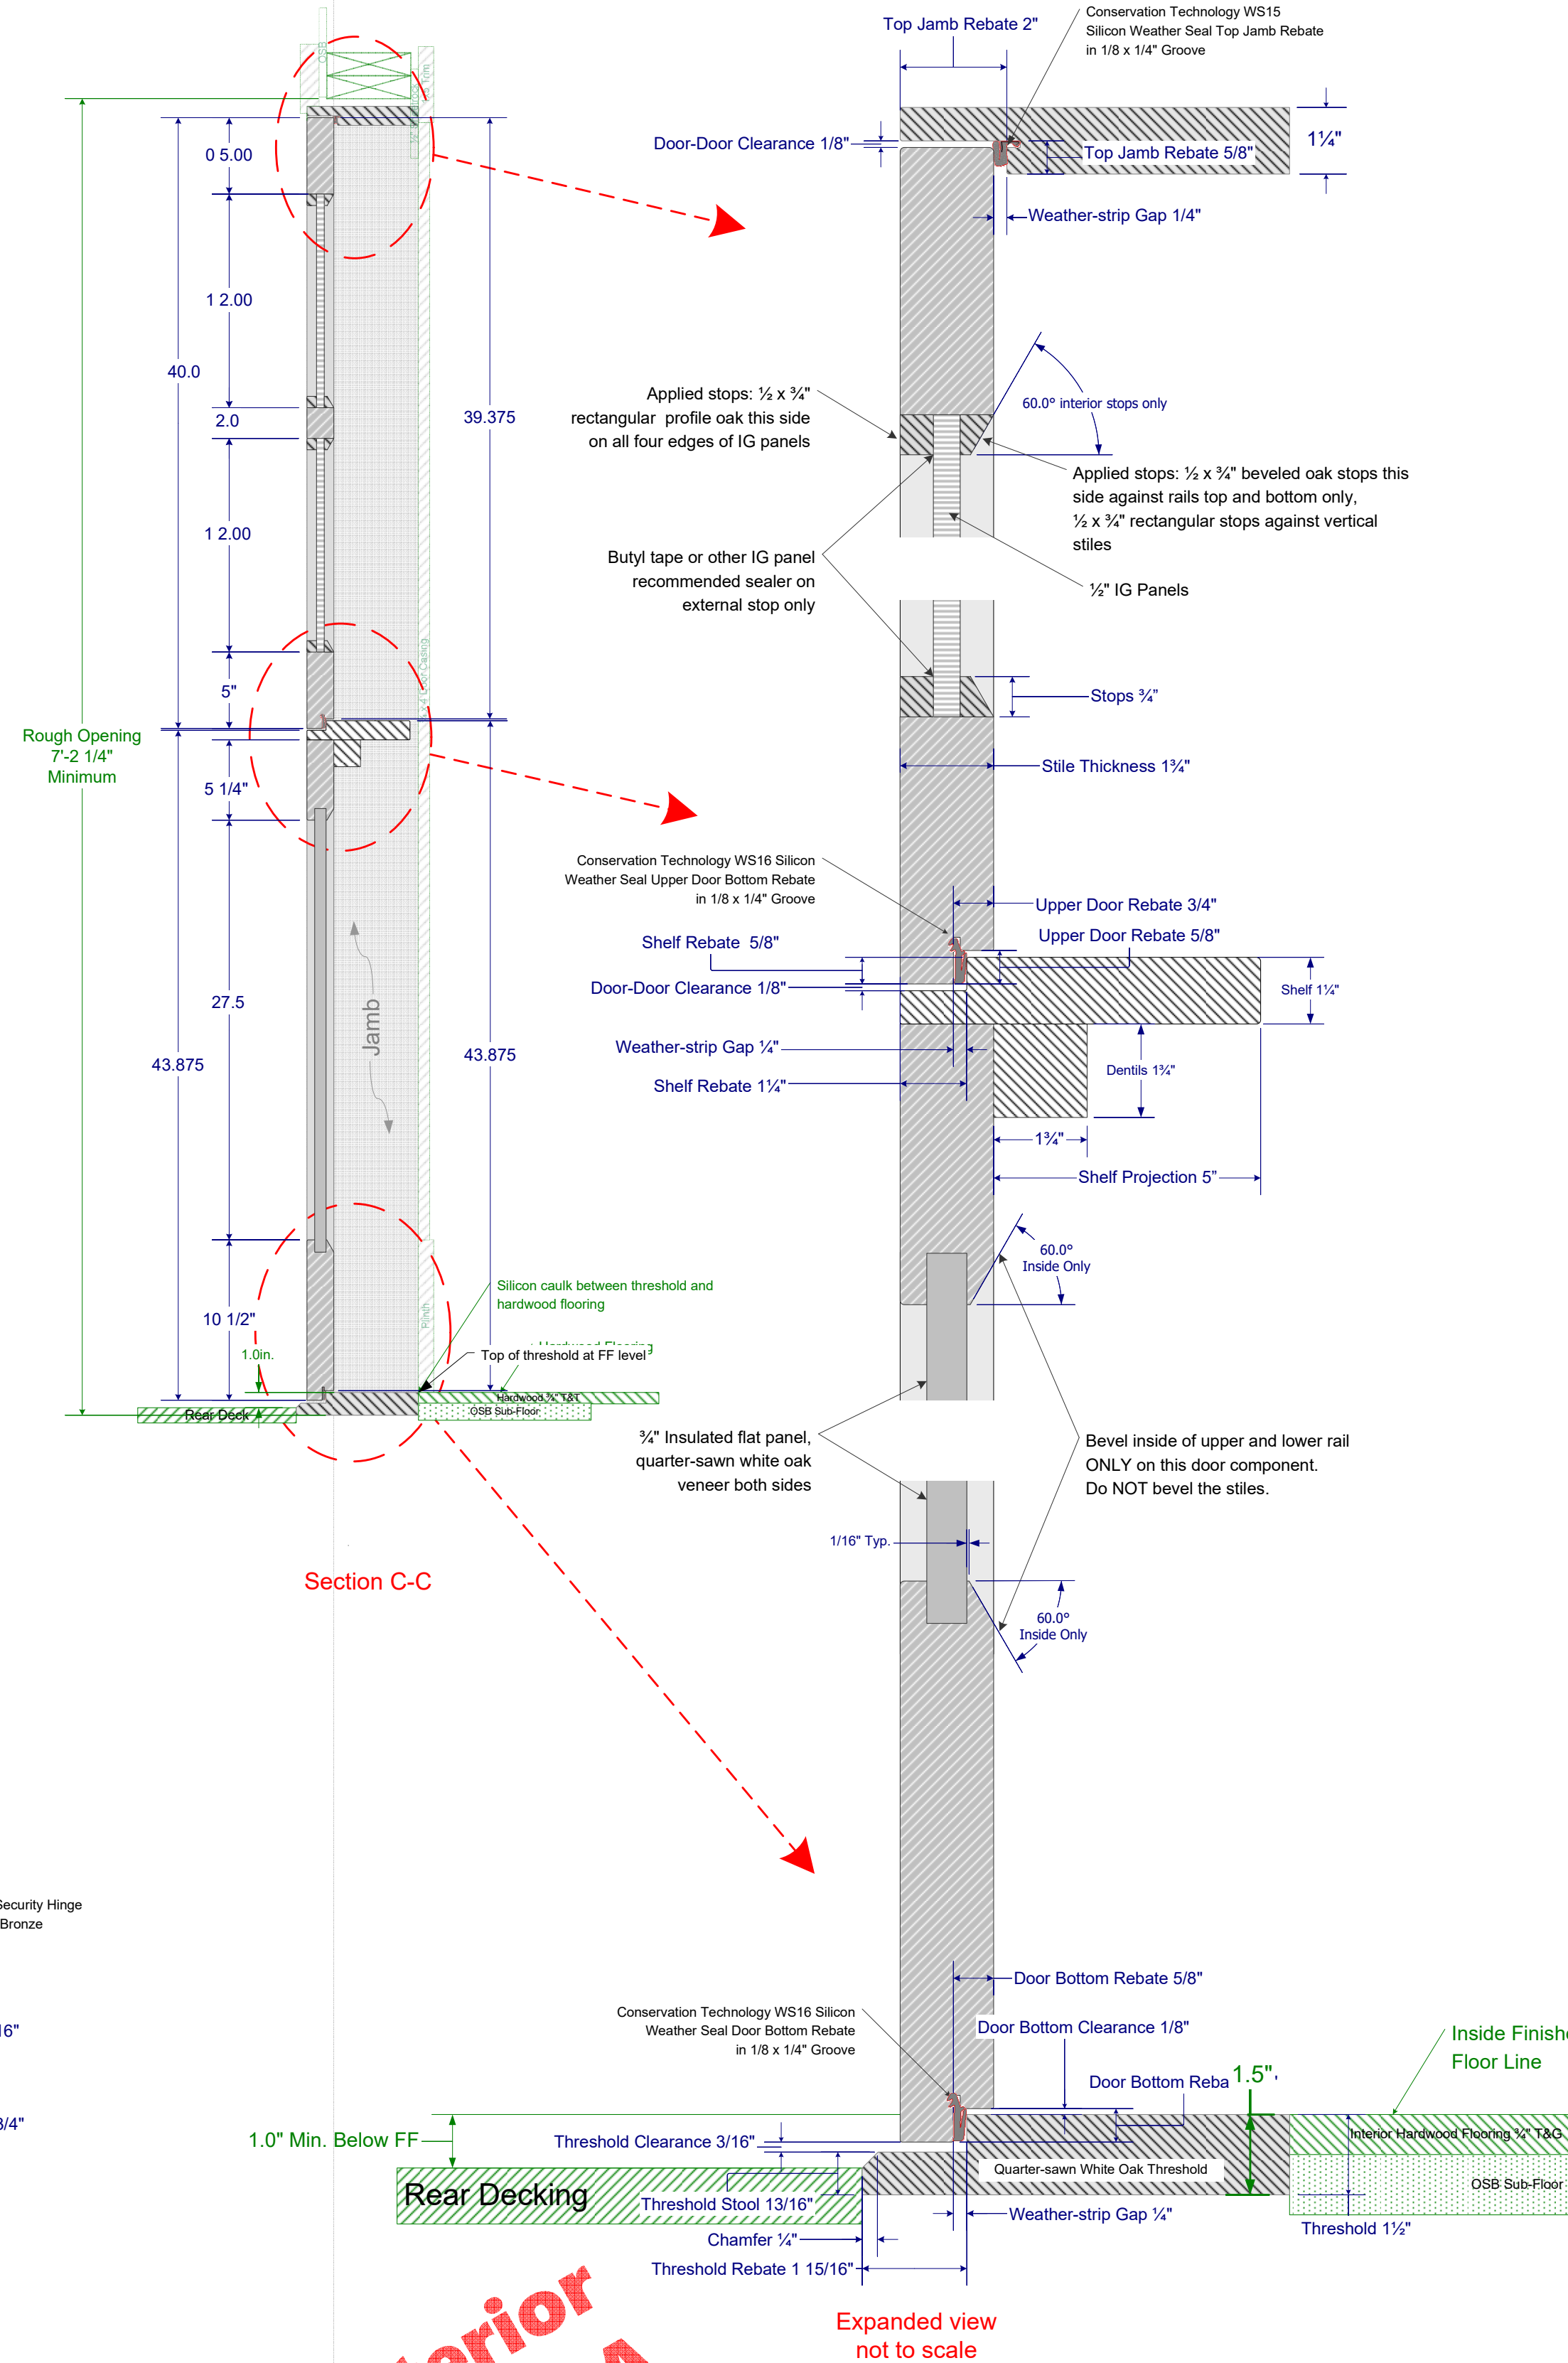 OSB
Trim
0 5.00
1 2.00
40.0
2.0
39.375
1 2.00
5"
Rough Opening
7'-2 1/4"
Minimum
5 1/4"
x 4 Door Casing
27.5
Jamb
43.875
43.875
10 1/2"
1.0in.
Plinth
Silicon caulk between threshold and
hardwood flooring
Hardwood Flooring
Top of threshold at FF level
Hardwood ¾" T&T
OSB Sub-Floor
Rear Deck
Section C-C
Top Jamb Rebate 2"
Conservation Technology WS15
Silicon Weather Seal Top Jamb Rebate
in 1/8 x 1/4" Groove
Door-Door Clearance 1/8"
Top Jamb Rebate 5/8"
1¼"
Weather-strip Gap 1/4"
Applied stops: ½ x ¾"
rectangular profile oak this side
on all four edges of IG panels
60.0° interior stops only
Applied stops: ½ x ¾" beveled oak stops this
side against rails top and bottom only,
½ x ¾" rectangular stops against vertical
stiles
Butyl tape or other IG panel
recommended sealer on
external stop only
½" IG Panels
Stops ¾”
Stile Thickness 1¾"
Conservation Technology WS16 Silicon
Weather Seal Upper Door Bottom Rebate
in 1/8 x 1/4" Groove
Upper Door Rebate 3/4"
Shelf Rebate 5/8"
Upper Door Rebate 5/8"
Door-Door Clearance 1/8"
Shelf 1¼"
Weather-strip Gap ¼"
Shelf Rebate 1¼"
Dentils 1¾"
1¾"
Shelf Projection 5”
60.0°
Inside Only
¾" Insulated flat panel,
quarter-sawn white oak
veneer both sides
Bevel inside of upper and lower rail
ONLY on this door component.
Do NOT bevel the stiles.
1/16" Typ.
60.0°
Inside Only
Security Hinge
Bronze
16"
3/4"
Door Bottom Rebate 5/8"
Conservation Technology WS16 Silicon
Weather Seal Door Bottom Rebate
in 1/8 x 1/4" Groove
Door Bottom Clearance 1/8"
Door Bottom Reba
1.5"
Inside Finishe
Floor Line
1.0" Min. Below FF
Threshold Clearance 3/16"
Interior Hardwood Flooring ¾" T&G
Quarter-sawn White Oak Threshold
OSB Sub-Floor
Rear Decking
Threshold Stool 13/16"
Weather-strip Gap ¼"
Threshold 1½"
Chamfer ¼"
Threshold Rebate 1 15/16"
Expanded view
not to scale
erior